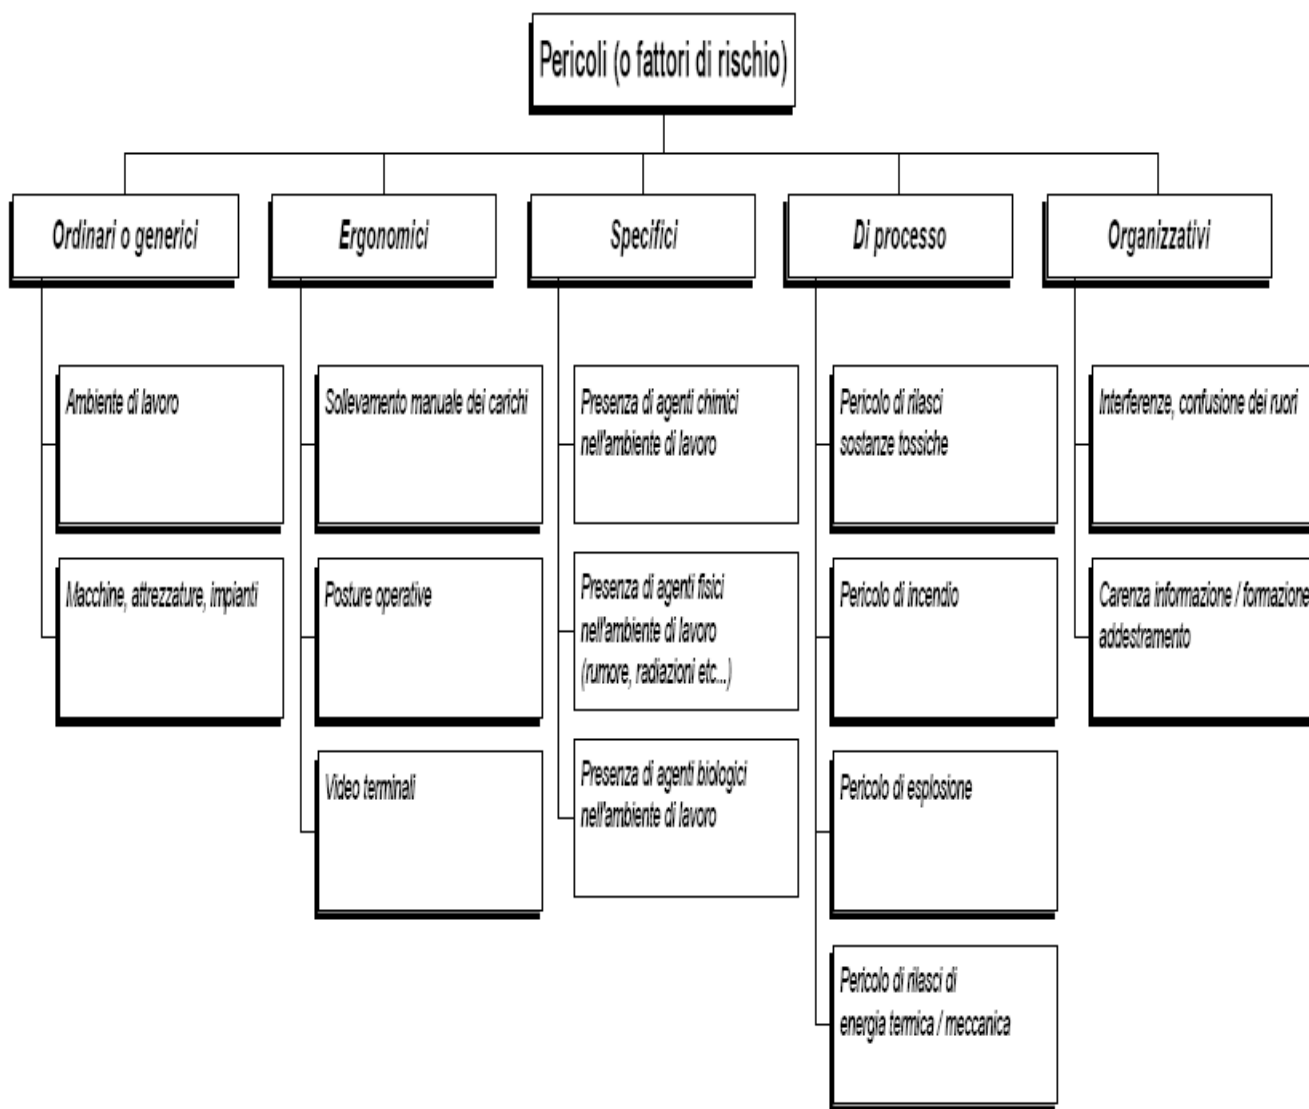 Pericoli (o fattori di rischio)
Ordinari o generici
Ergonomici
Specifici
Di processo
Organizzativi
Ambiente di lavoro
Macchine, attrezzature, impianti
Sollevamento manuale dei carichi
Posture operative
Video terminali
Presenza di agenti chimici
nell'ambiente di lavoro
Presenza di agenti fisici
nell'ambiente di lavoro
(rumore, radiazioni etc...)
Presenza di agenti biologici
nell'ambiente di lavoro
Pericolo di rilasci
sostanze tossiche
Pericolo di incendio
Pericolo di esplosione
Pericolo di rilasci di
energia termica / meccanica
Interferenze, confusione dei ruori
Carenza informazione / formazione
addestramento